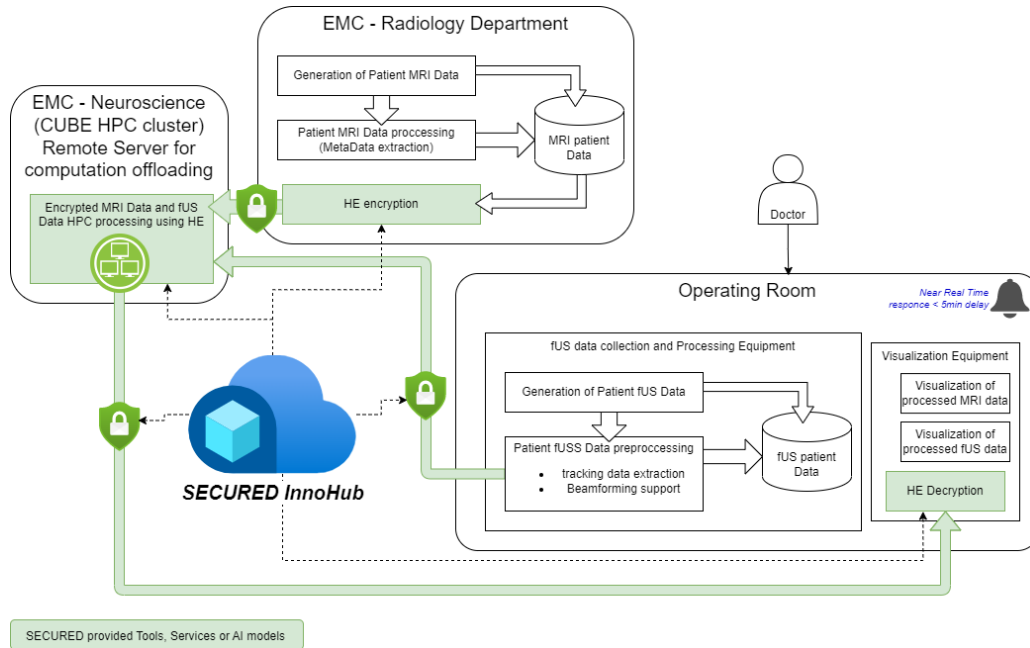 EMC - Radiology Department
Generation of Patient MRI Data
Patient MRI Data proccessing
(MetaData extraction)
MRI patient
Data
HE encryption
EMC - Neuroscience
(CUBE HPC cluster)
Remote Server for
computation offloading
Encrypted MRI Data and fUS
Data HPC processing using HE
Doctor
Operating Room
Near Real Time
responce < 5min delay
fUS data collection and Processing Equipment
Generation of Patient fUS Data
Patient fUSS Data preproccessing
• tracking data extraction
• Beamforming support
fUS patient
Data
Visualization Equipment
Visualization of
processed MRI data
Visualization of
processed fUS data
HE Decryption
SECURED InnoHub
SECURED provided Tools, Services or AI models